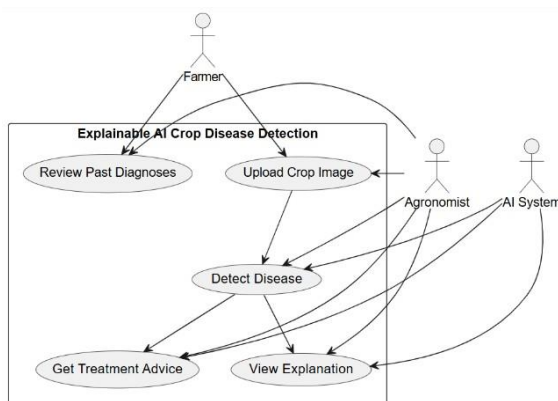 Farmer
Explainable AI Crop Disease Detection
Review Past Diagnoses
Upload Crop Image
Agronomist
AI System
Detect Disease
Get Treatment Advice
View Explanation